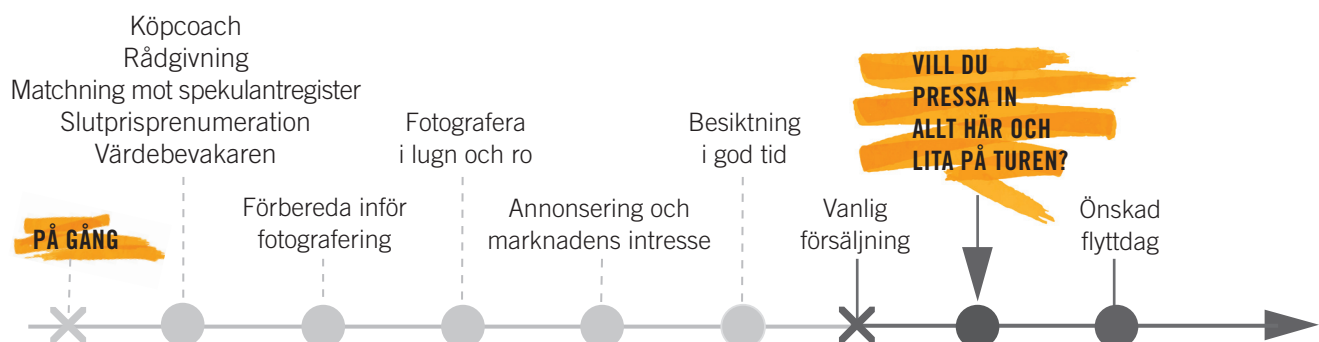 PÅ GÅNG
Köpcoach
Rådgivning
Matchning mot spekulantregister
Slutprisprenumeration
Värdebevakaren
Förbereda inför
fotografering
Fotografera
i lugn och ro
Annonsering och
marknadens intresse
Besiktning
i god tid
Vanlig
försäljning
VILL DU
PRESSA IN
ALLT HÄR OCH
LITA PÅ TUREN?
Önskad
flyttdag